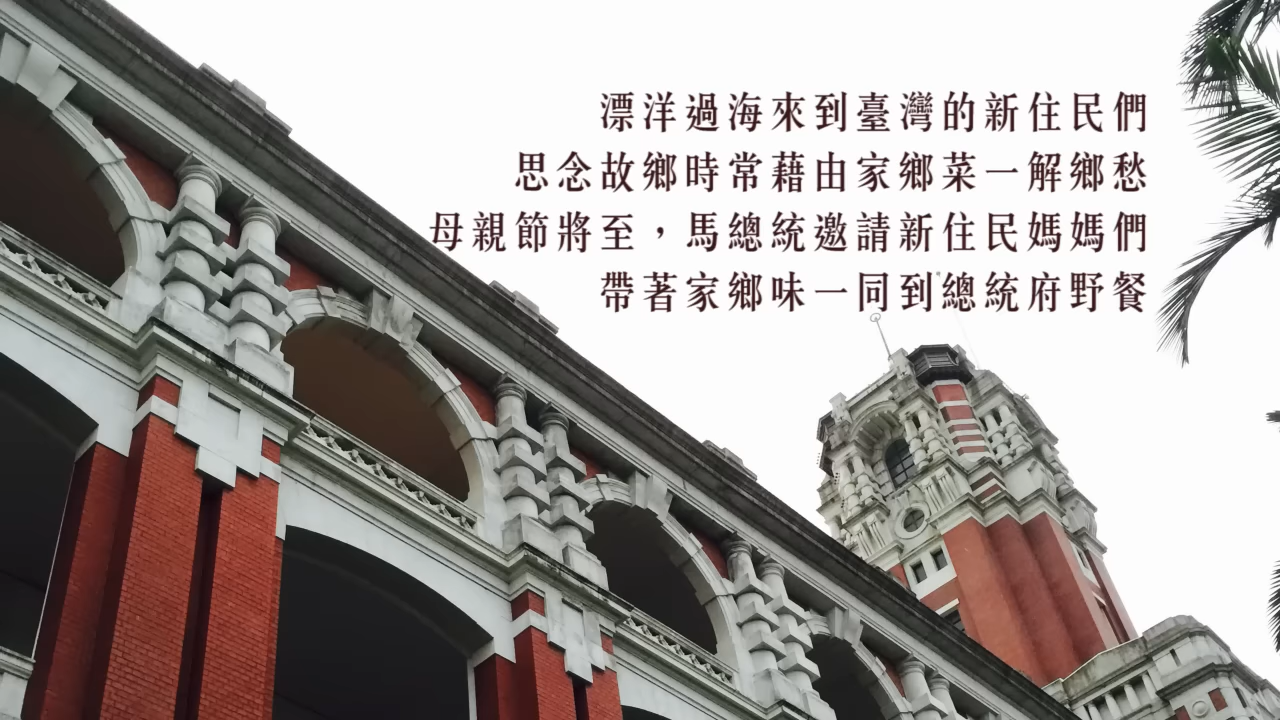 漂洋過海來到臺灣的新住民們
思念故鄉時常藉由家鄉菜一解鄉愁
母親節將至，馬總統邀請新住民媽媽們
帶著家鄉味一同到總統府野餐